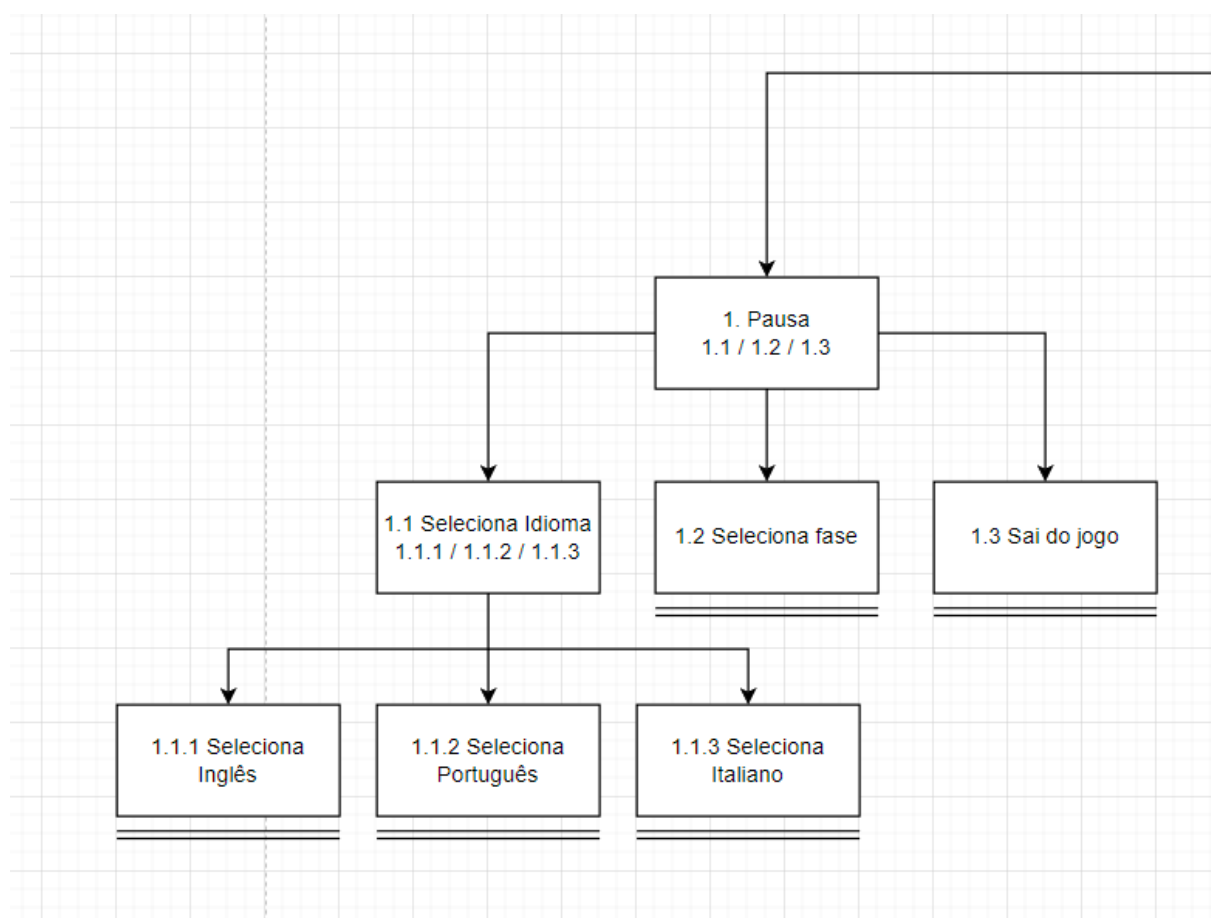 1. Pausa
1.1 / 1.2 / 1.3
1.1 Seleciona Idioma
1.1.1 / 1.1.2 / 1.1.3
1.2 Seleciona fase
1.3 Sai do jogo
1.1.1 Seleciona
Inglês
1.1.2 Seleciona
Português
1.1.3 Seleciona
Italiano